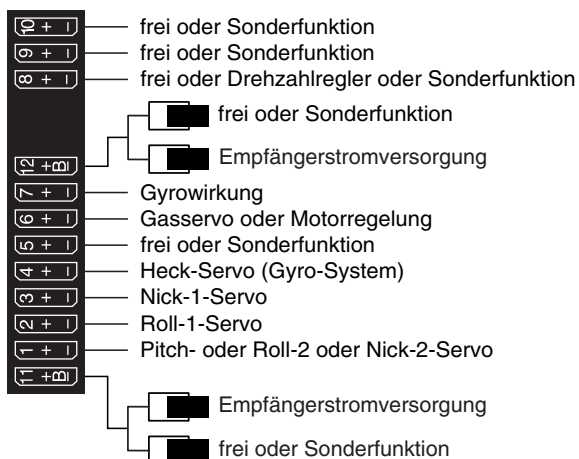 10 + – frei oder Sonderfunktion
9 + – frei oder Sonderfunktion
8 + – frei oder Drehzahlregler oder Sonderfunktion
frei oder Sonderfunktion
12 +B– Empfängerstromversorgung
7 + – Gyrowirkung
6 + – Gasservo oder Motorregelung
5 + – frei oder Sonderfunktion
4 + – Heck-Servo (Gyro-System)
3 + – Nick-1-Servo
2 + – Roll-1-Servo
1 + – Pitch- oder Roll-2 oder Nick-2-Servo
11 +B–
Empfängerstromversorgung
frei oder Sonderfunktion